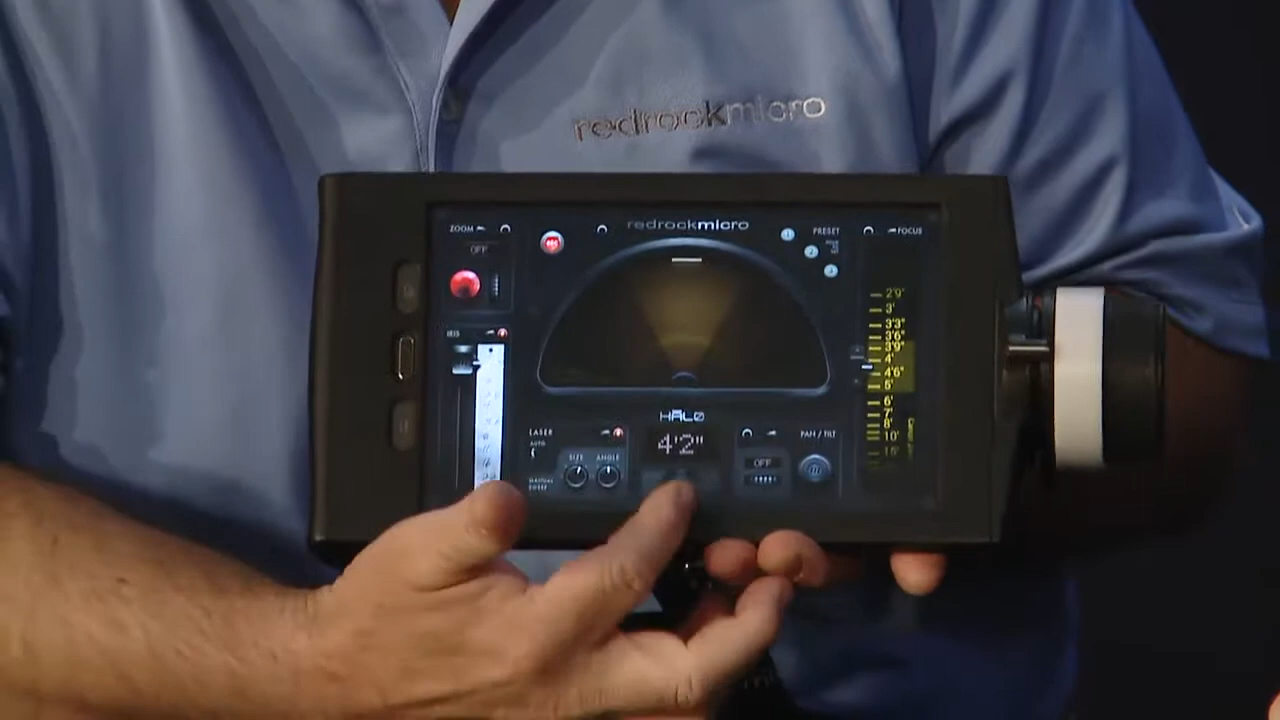 redrockmicro
ZOOM
redrockmicro
PRESET
FOCUS
OFF
2'9"
3'
3'3"
3'6"
3'9"
4'
4'6"
5'
6'
7'
8'
10'
15'
IRIS
HALO
LASER
AUTO
SIZE
ANGLE
4'2"
PAN / TILT
OFF
MANUAL